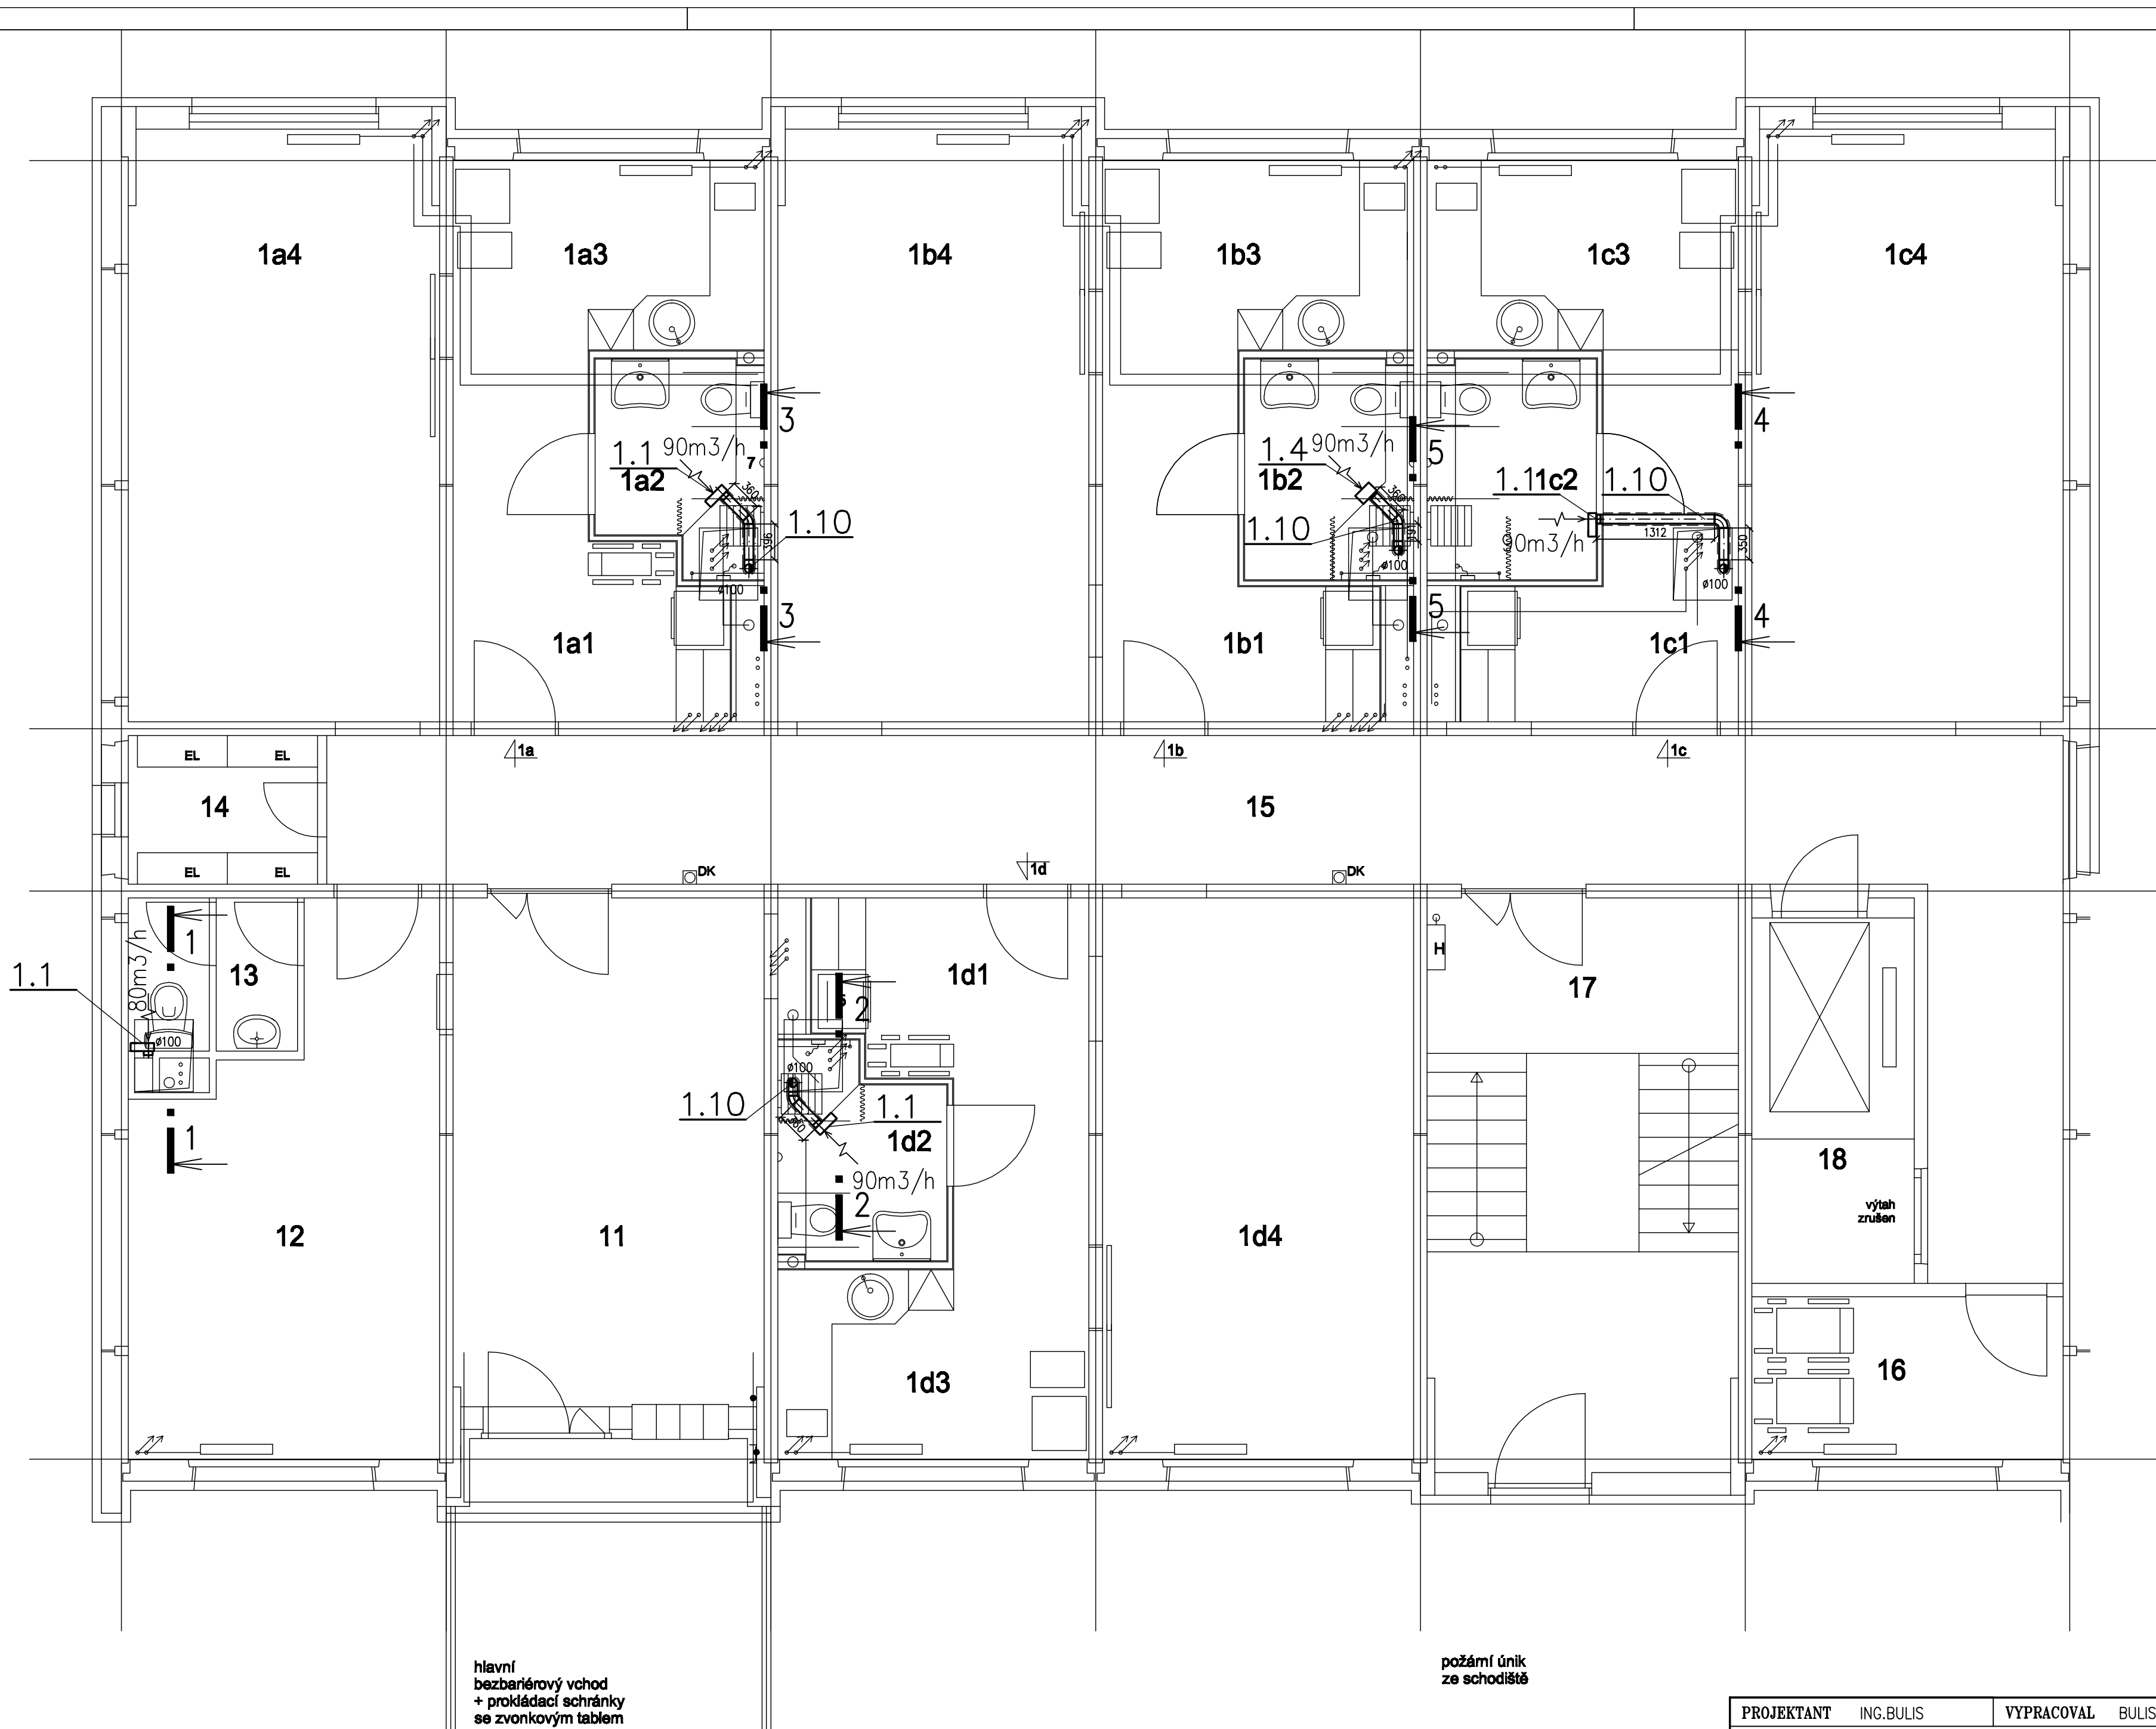 1a4
1a3
1b4
1b3
1c3
1c4
3
1.1
90m3/h
7
1a2
360
1.10
396
ø100
3
1a1
5
1.4
90m3/h
1b2
360
1.10
ø100
5
1b1
4
1.1
1c2
1.10
90m3/h
1312
350
ø100
4
1c1
1a
1b
1c
EL
EL
14
15
EL
EL
DK
1d
DK
1
80m3/h
13
1.1
ø100
1
2
1d1
H
17
ø100
1.10
1.1
1d2
90m3/h
2
18
výtah
zrušen
12
11
1d4
1d3
16
hlavní
bezbariérový vchod
+ prokládací schránky
se zvonkovým tablem
požární únik
ze schodiště
PROJEKTANT ING.BULIS VYPRACOVAL BULIS